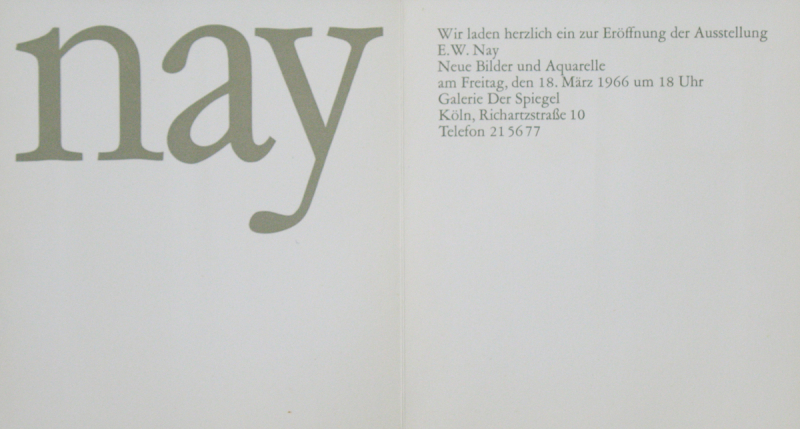 nay
Wir laden herzlich ein zur Eröffnung der Ausstellung
E.W. Nay
Neue Bilder und Aquarelle
am Freitag, den 18. März 1966 um 18 Uhr
Galerie Der Spiegel
Köln, Richartzstraße 10
Telefon 21 56 77